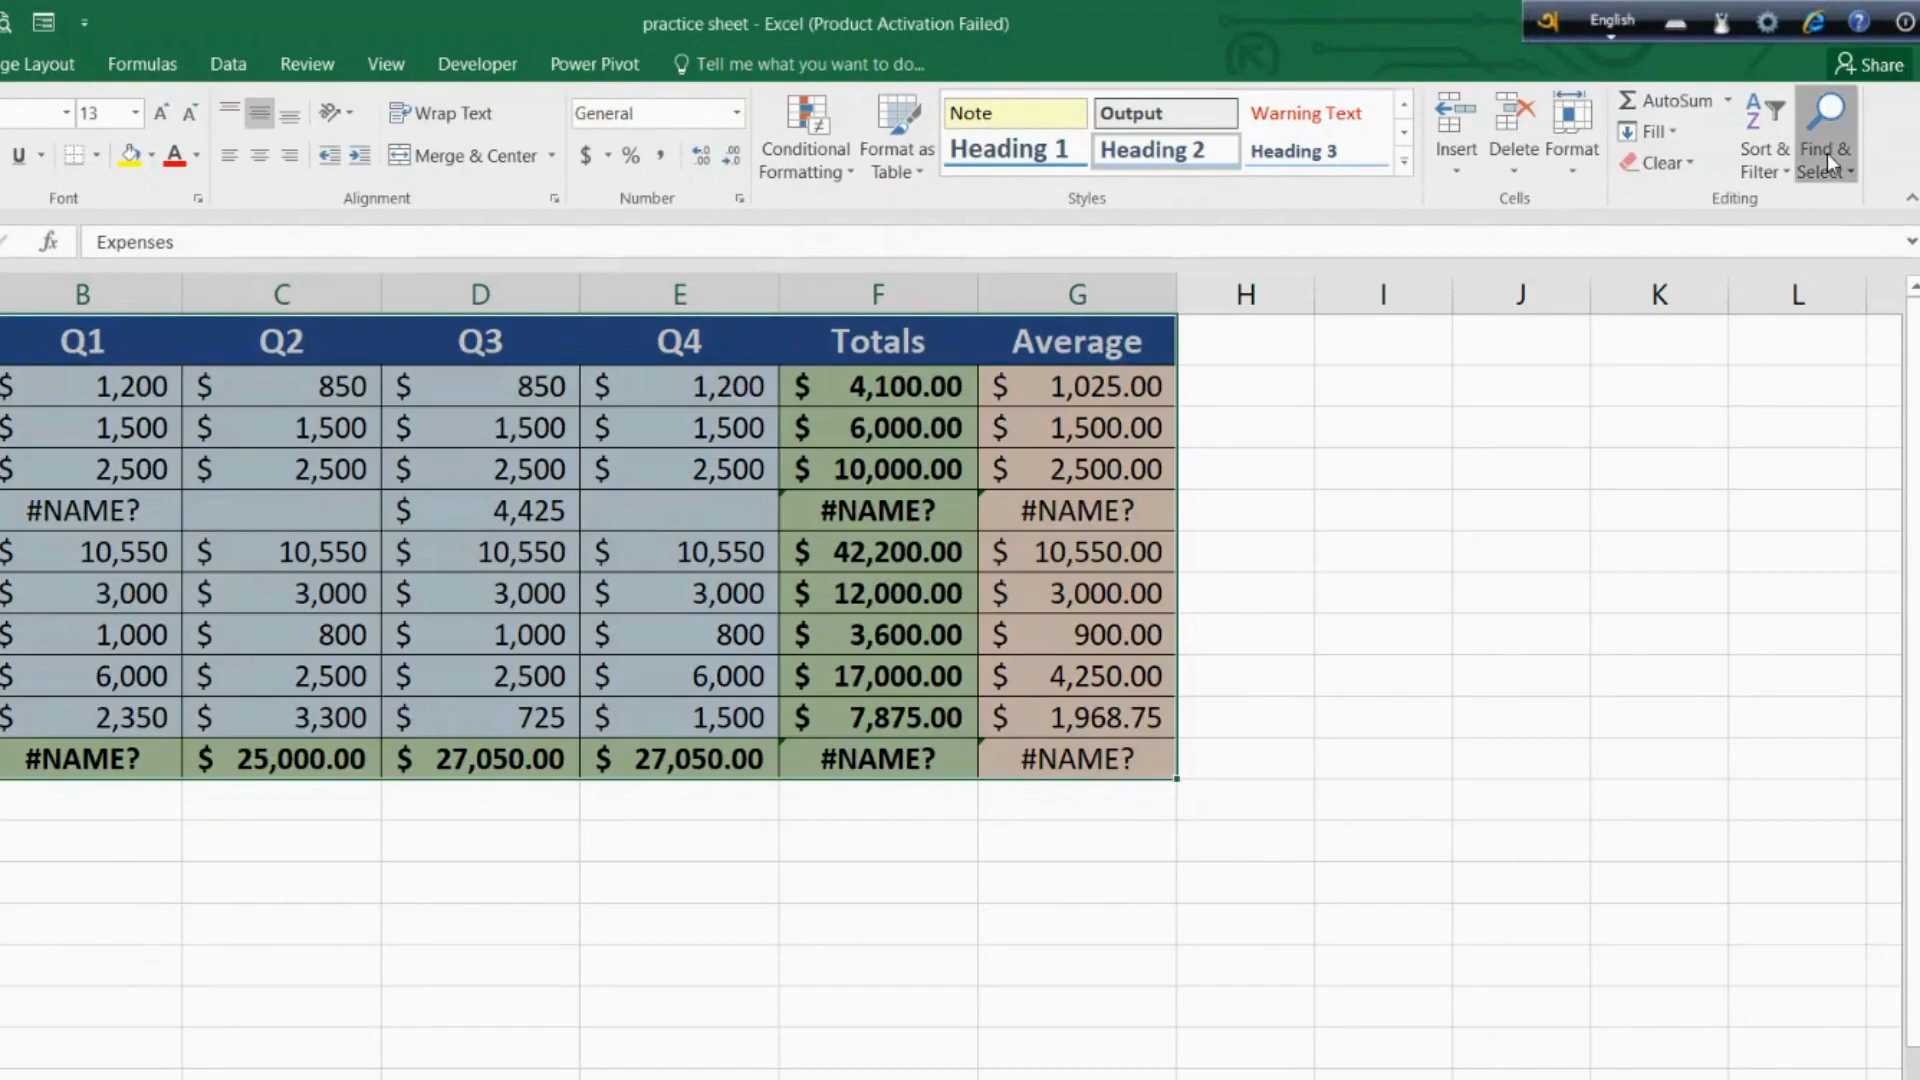 practice sheet - Excel (Product Activation Failed)
English
ge Layout Formulas Data Review View Developer Power Pivot Tell me what you want to do... Share
13 Wrap Text General Note Output Warning Text AutoSum
Fill
U Merge & Center $ % Conditional Formatting Format as Table Heading 1 Heading 2 Heading 3 Insert Delete Format Clear Sort & Filter Find & Select
Font Alignment Number Styles Cells Editing
fx Expenses
B C D E F G H I J K L
Q1 Q2 Q3 Q4 Totals Average
$ 1,200 $ 850 $ 850 $ 1,200 $ 4,100.00 $ 1,025.00
$ 1,500 $ 1,500 $ 1,500 $ 1,500 $ 6,000.00 $ 1,500.00
$ 2,500 $ 2,500 $ 2,500 $ 2,500 $ 10,000.00 $ 2,500.00
#NAME? $ 4,425 #NAME? #NAME?
$ 10,550 $ 10,550 $ 10,550 $ 10,550 $ 42,200.00 $ 10,550.00
$ 3,000 $ 3,000 $ 3,000 $ 3,000 $ 12,000.00 $ 3,000.00
$ 1,000 $ 800 $ 1,000 $ 800 $ 3,600.00 $ 900.00
$ 6,000 $ 2,500 $ 2,500 $ 6,000 $ 17,000.00 $ 4,250.00
$ 2,350 $ 3,300 $ 725 $ 1,500 $ 7,875.00 $ 1,968.75
#NAME? $ 25,000.00 $ 27,050.00 $ 27,050.00 #NAME? #NAME?